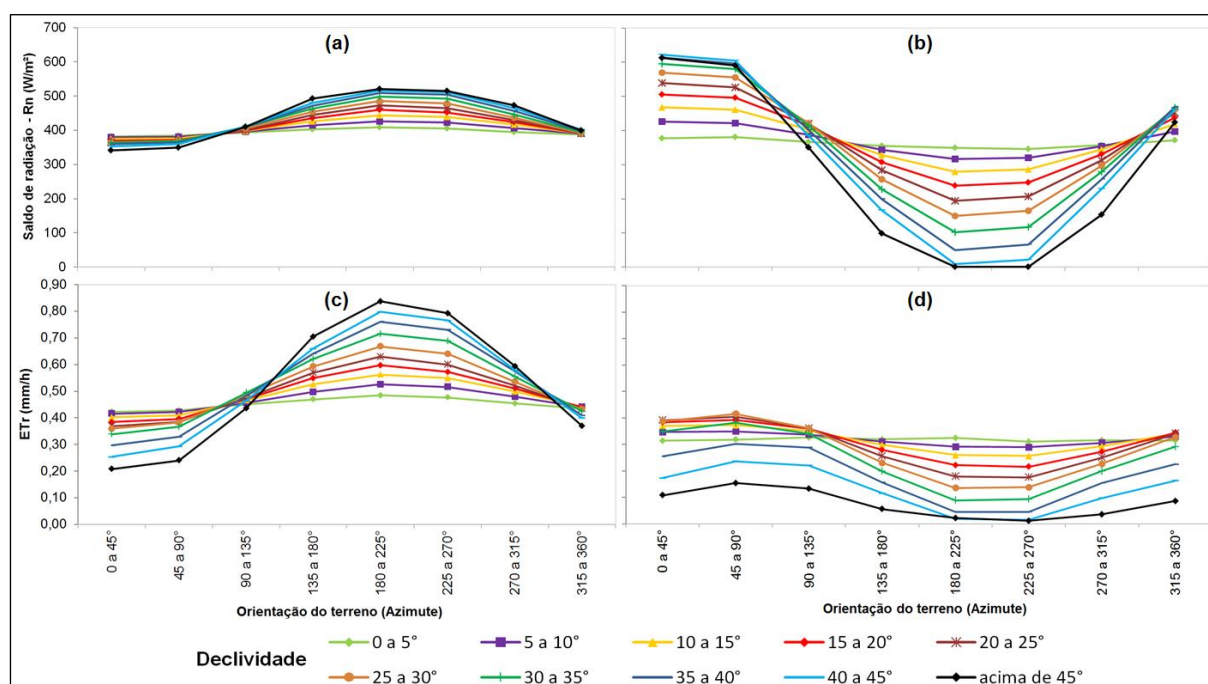 (a)
(b)
Saldo de radiação - Rn (W/m²)
700
600
500
400
300
200
100
0
(c)
(d)
ETr (mm/h)
0,90
0,80
0,70
0,60
0,50
0,40
0,30
0,20
0,10
0,00
0 a 45°
45 a 90°
90 a 135°
135 a 180°
180 a 225°
225 a 270°
270 a 315°
315 a 360°
0 a 45°
45 a 90°
90 a 135°
135 a 180°
180 a 225°
225 a 270°
270 a 315°
315 a 360°
Orientação do terreno (Azimute)
Orientação do terreno (Azimute)
Declividade
0 a 5°
5 a 10°
10 a 15°
15 a 20°
20 a 25°
25 a 30°
30 a 35°
35 a 40°
40 a 45°
acima de 45°